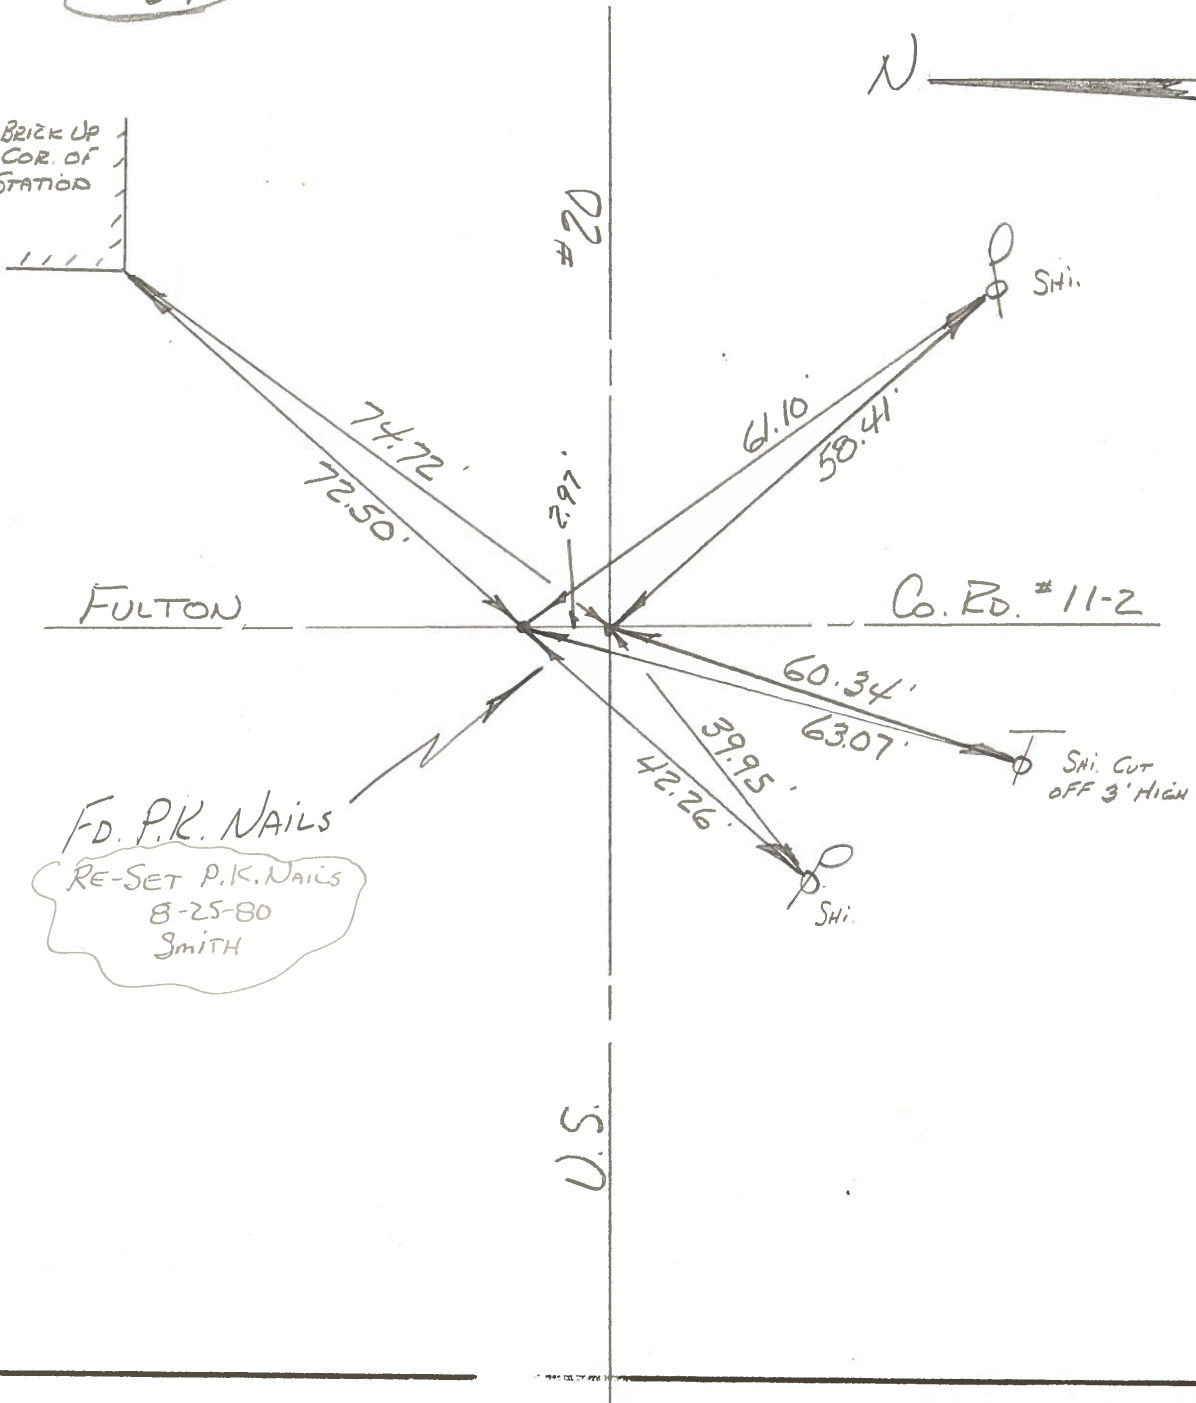 N
BRICK UP
COR. OF
STATION
#20
SHI.
74.72'
72.50'
2.97'
61.10'
58.41'
FULTON
CO. RD. #11-2
60.34'
63.07'
39.95'
42.26'
SHI. CUT
OFF 3' HIGH
SHI.
FD. P.K. NAILS
RE-SET P.K. NAILS
8-25-80
SMITH
U.S.